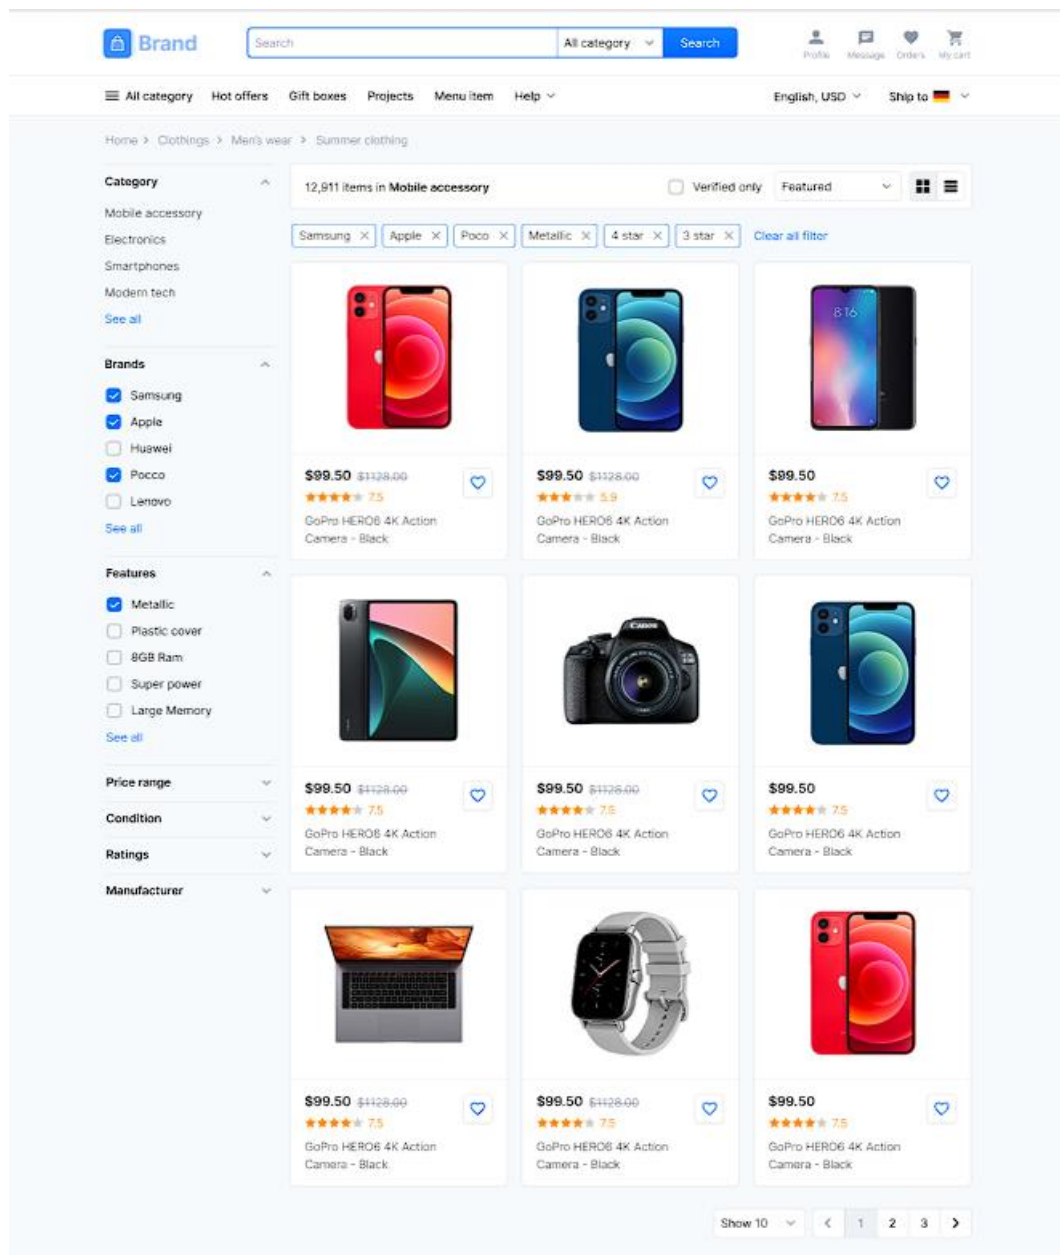 Brand
Search
All category
Search
Profile
Message
Orders
My cart
All category
Hot offers
Gift boxes
Projects
Menu item
Help
English, USD
Ship to
Home > Clothings > Men's wear > Summer clothing
Category
Mobile accessory
Electronics
Smartphones
Modern tech
See all
Brands
Samsung
Apple
Huawei
Pocco
Lenovo
See all
Features
Metallic
Plastic cover
8GB Ram
Super power
Large Memory
See all
Price range
Condition
Ratings
Manufacturer
12,911 items in Mobile accessory
Verified only
Featured
Samsung
Apple
Poco
Metallic
4 star
3 star
Clear all filter
8 16
$99.50 $1128.00
7.5
GoPro HERO6 4K Action
Camera - Black
$99.50 $1128.00
5.9
GoPro HERO6 4K Action
Camera - Black
$99.50
7.5
GoPro HERO6 4K Action
Camera - Black
Canon
$99.50 $1128.00
7.5
GoPro HERO6 4K Action
Camera - Black
$99.50 $1128.00
7.5
GoPro HERO6 4K Action
Camera - Black
$99.50
7.5
GoPro HERO6 4K Action
Camera - Black
$99.50 $1128.00
7.5
GoPro HERO6 4K Action
Camera - Black
$99.50 $1128.00
7.5
GoPro HERO6 4K Action
Camera - Black
$99.50
7.5
GoPro HERO6 4K Action
Camera - Black
Show 10
< 1 2 3 >